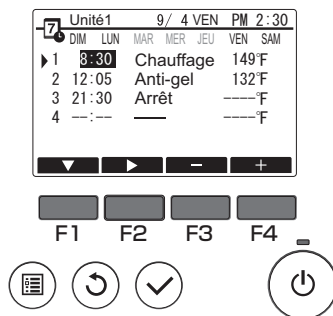 7 Unité1 9/ 4 VEN PM 2:30
DIM LUN MAR MER JEU VEN SAM
1 8:30 Chauffage 149°F
2 12:05 Anti-gel 132°F
3 21:30 Arrêt ----°F
4 --:-- —— ----°F
− +
F1 F2 F3 F4